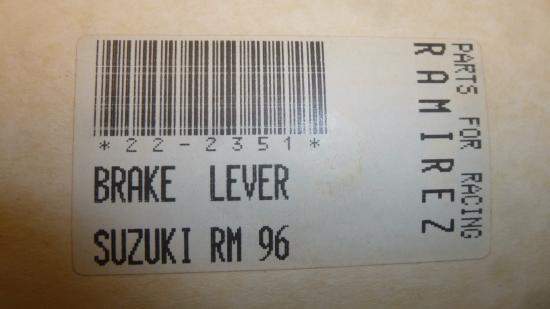 *22-2351*
BRAKE LEVER
SUZUKI RM 96
PARTS FOR RACING
RAMIREZ